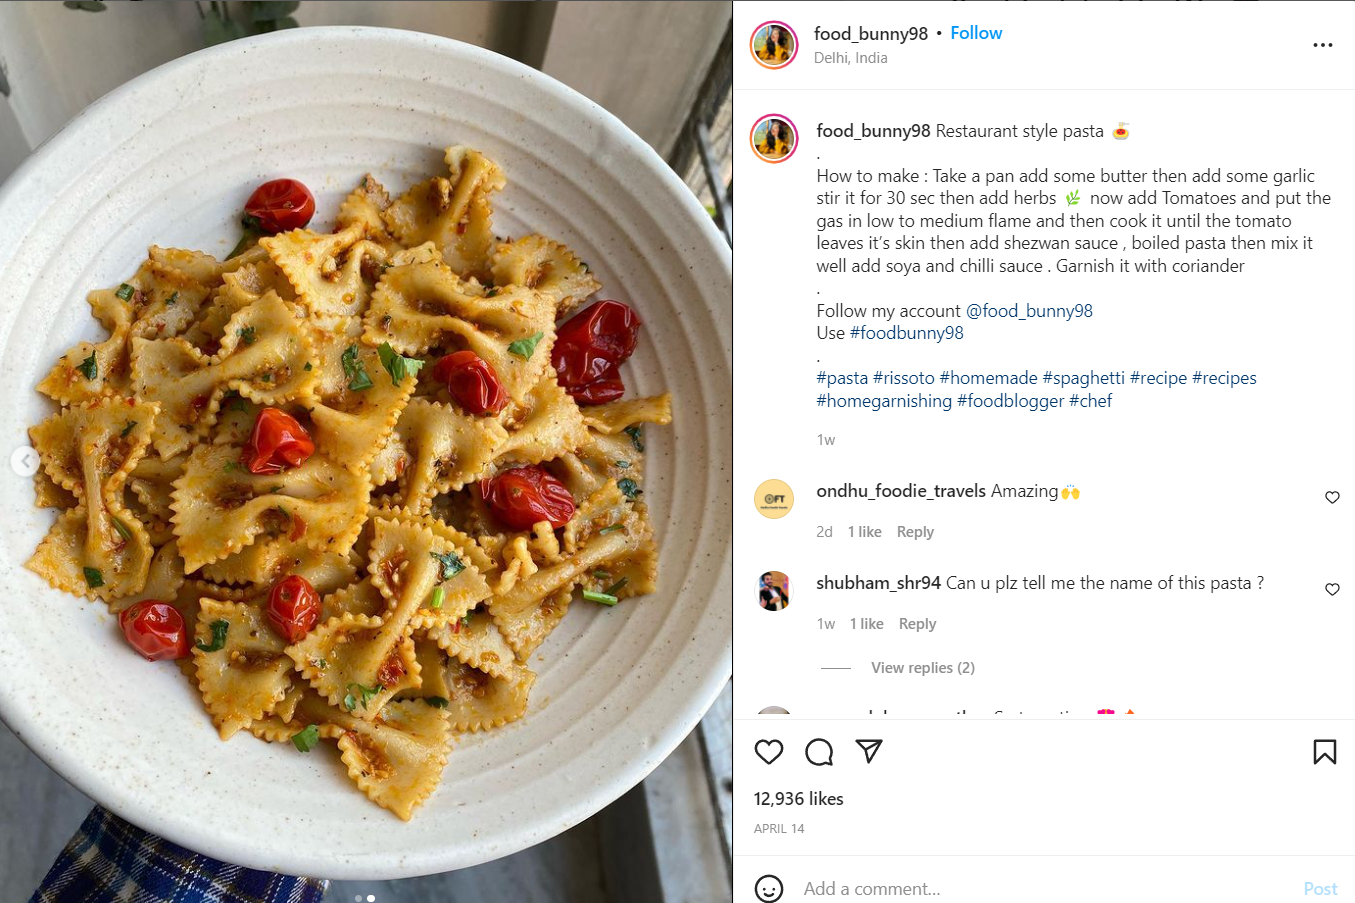 food_bunny98 • Follow
Delhi, India
food_bunny98 Restaurant style pasta 🍝
.
How to make : Take a pan add some butter then add some garlic
stir it for 30 sec then add herbs 🌿 now add Tomatoes and put the
gas in low to medium flame and then cook it until the tomato
leaves it's skin then add shezwan sauce , boiled pasta then mix it
well add soya and chilli sauce . Garnish it with coriander
.
Follow my account @food_bunny98
Use #foodbunny98
.
#pasta #rissoto #homemade #spaghetti #recipe #recipes
#homegarnishing #foodblogger #chef
1w
OFT
ondhu_foodie_travels Amazing🙌
2d 1 like Reply
shubham_shr94 Can u plz tell me the name of this pasta ?
1w 1 like Reply
View replies (2)
12,936 likes
APRIL 14
Add a comment...
Post